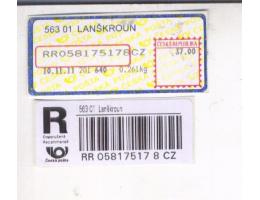 563 01 LANŠKROUN
ČESKÁ REPUBLIKA
37.00
RR058175178CZ
10.11.11 201 640 0.261kg
R
563 01 Lanškroun
Doporučeně
Recommandé
Česká pošta
RR 05817517 8 CZ